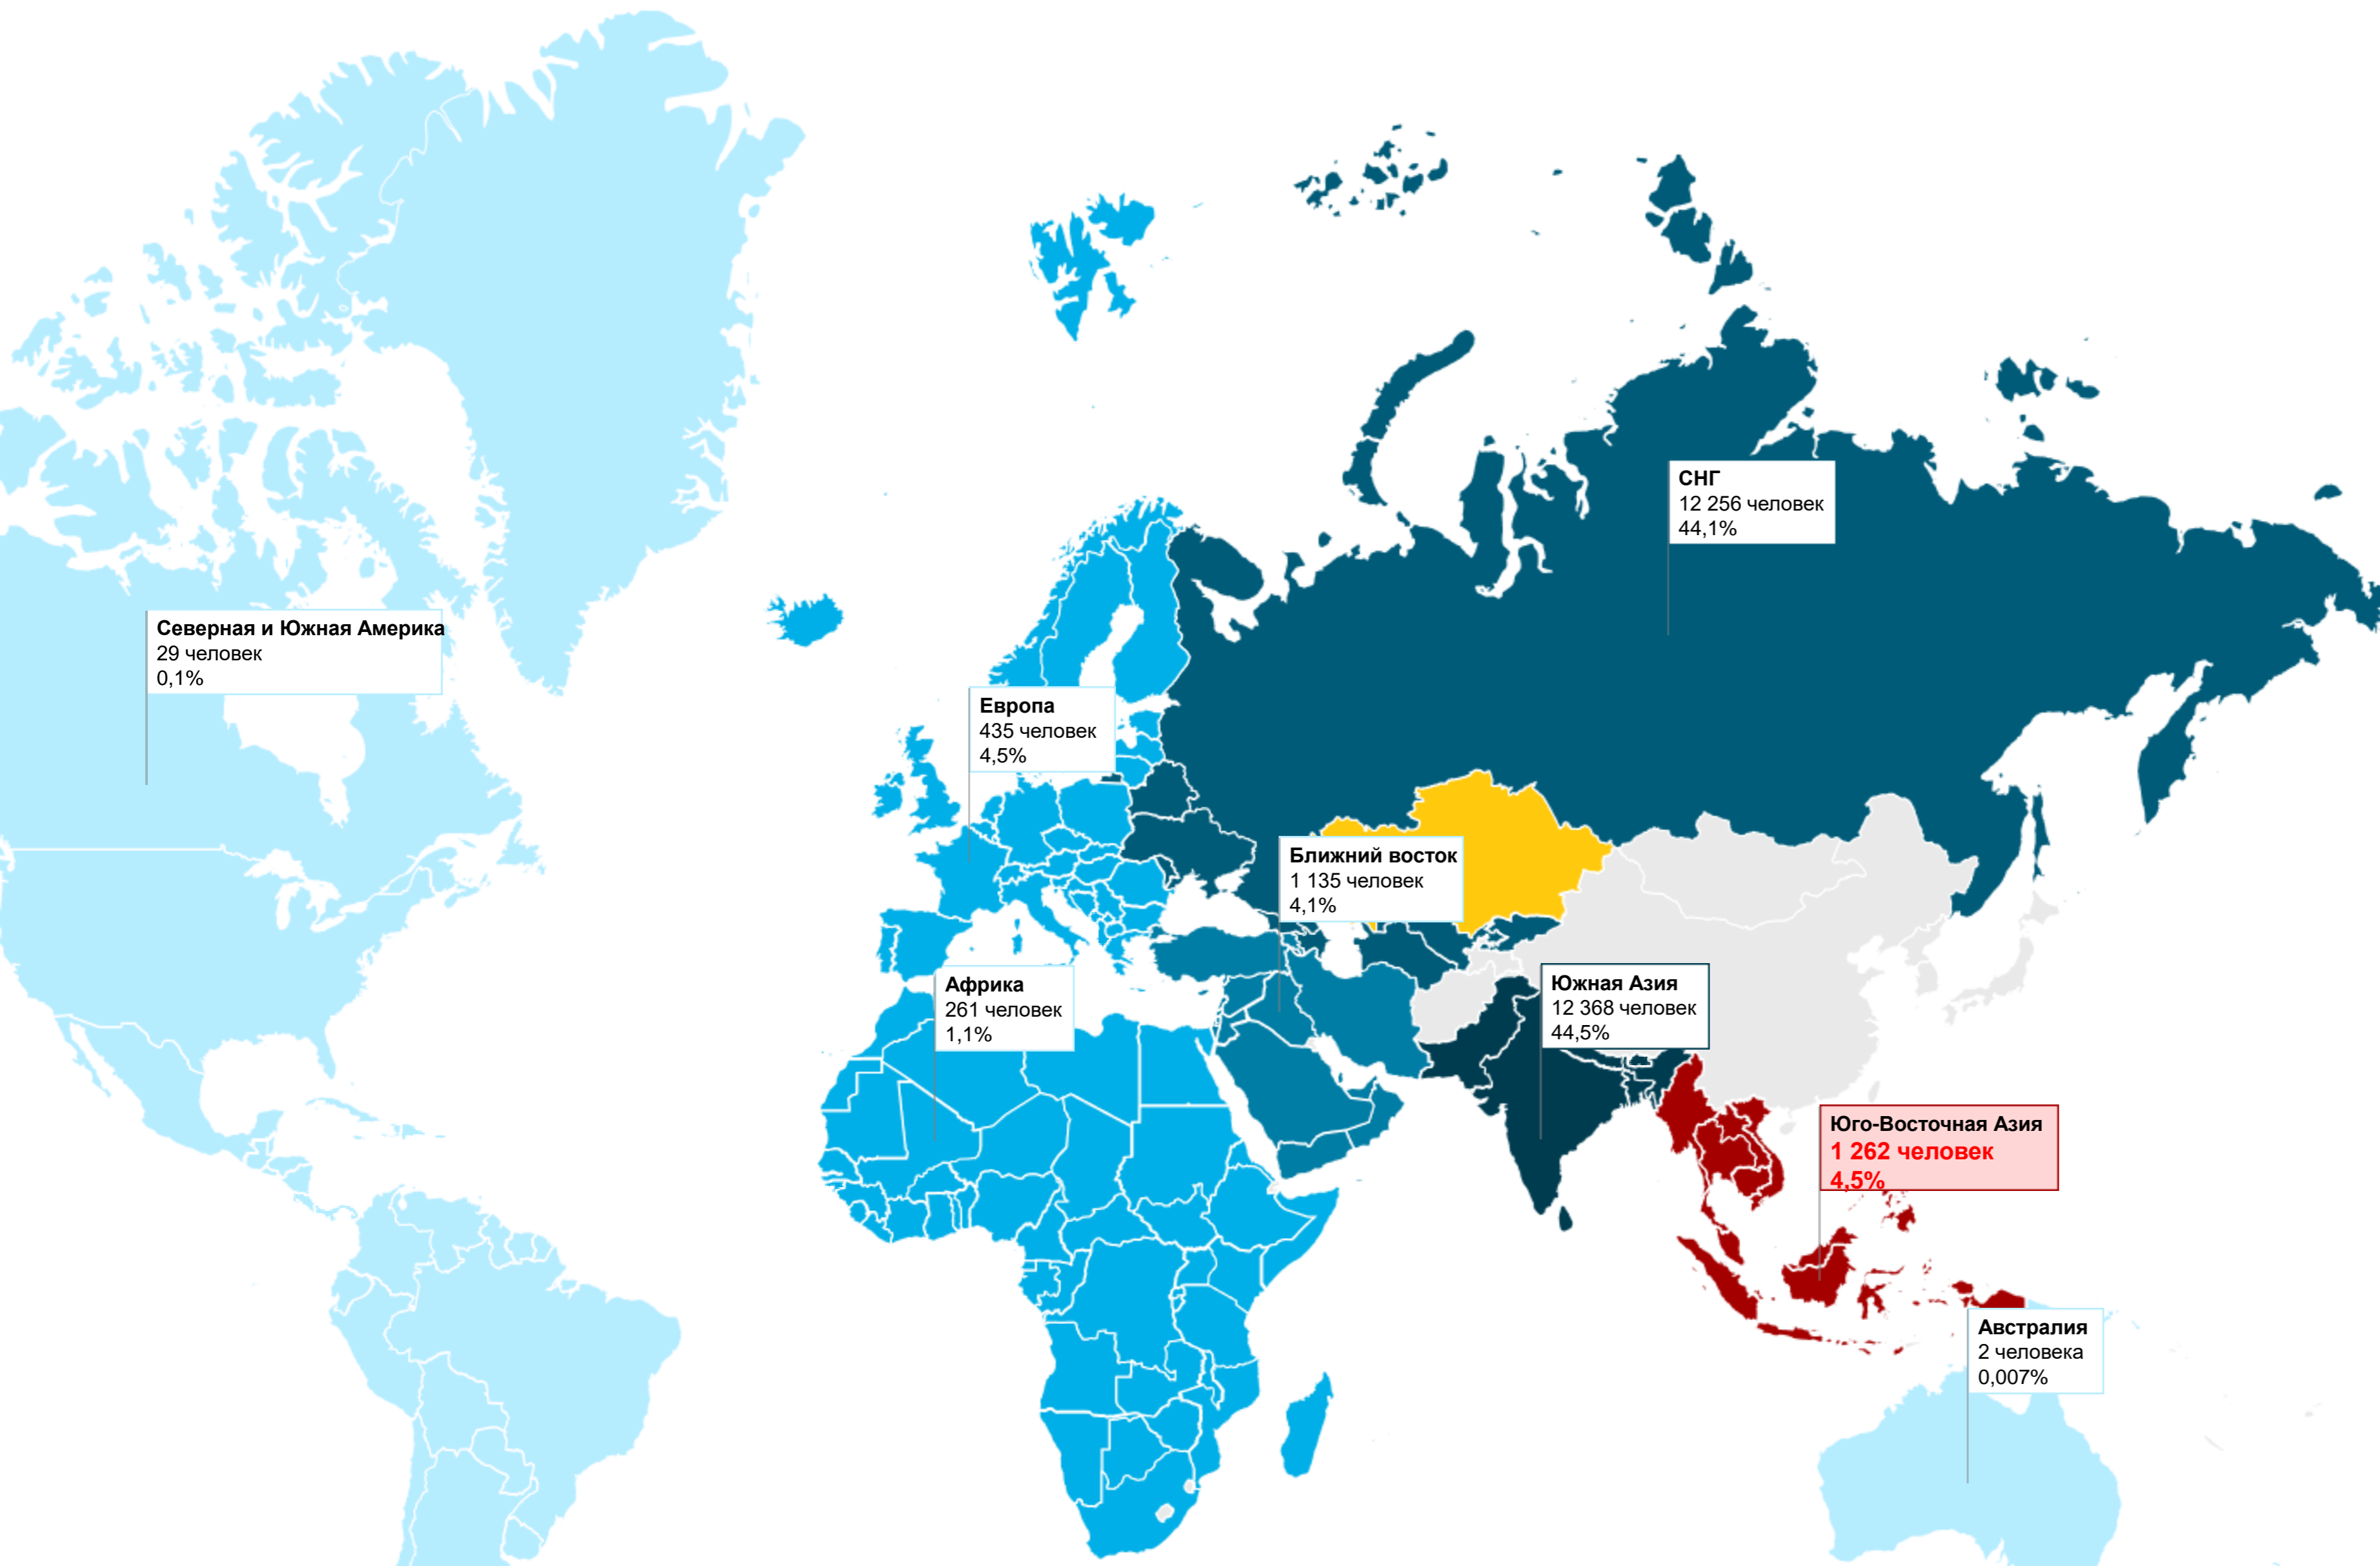 СНГ
12 256 человек
44,1%
Северная и Южная Америка
29 человек
0,1%
Европа
435 человек
4,5%
Ближний восток
1 135 человек
4,1%
Африка
261 человек
1,1%
Южная Азия
12 368 человек
44,5%
Юго-Восточная Азия
1 262 человек
4,5%
Австралия
2 человека
0,007%